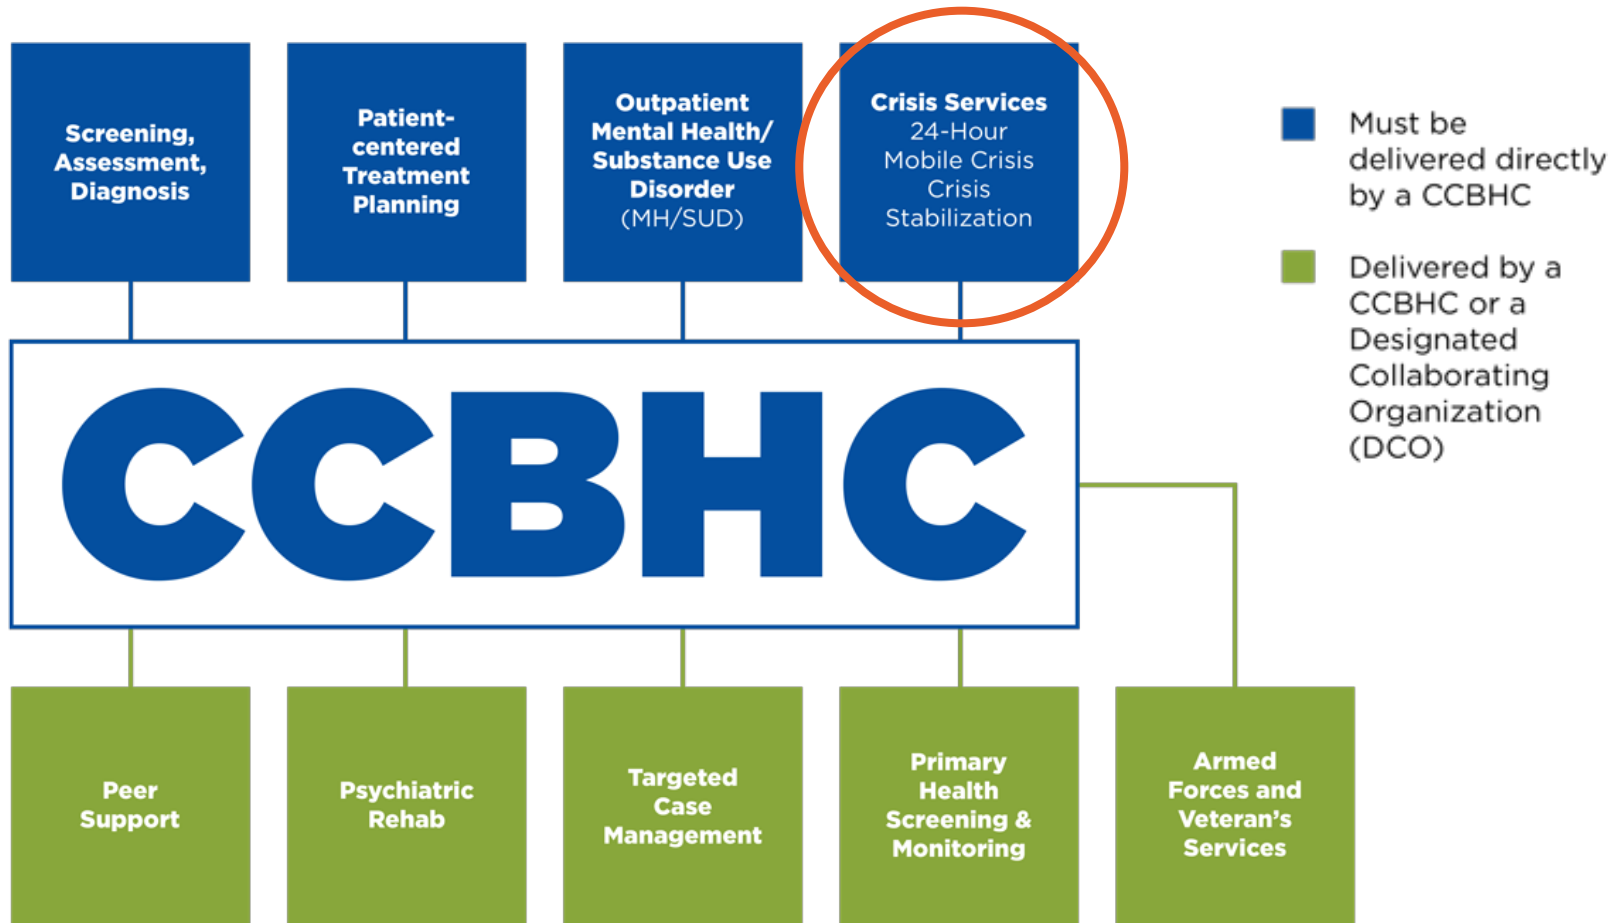 Screening,
Assessment,
Diagnosis
Patient-
centered
Treatment
Planning
Outpatient
Mental Health/
Substance Use
Disorder
(MH/SUD)
Crisis Services
24-Hour
Mobile Crisis
Crisis
Stabilization
Must be
delivered directly
by a CCBHC
Delivered by a
CCBHC or a
Designated
Collaborating
Organization
(DCO)
CCBHC
Peer
Support
Psychiatric
Rehab
Targeted
Case
Management
Primary
Health
Screening &
Monitoring
Armed
Forces and
Veteran's
Services